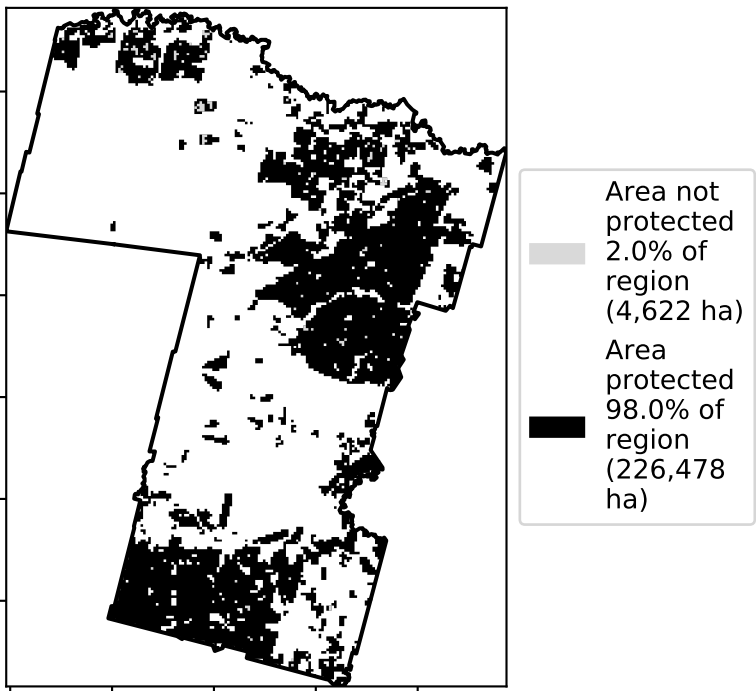 Area not
protected
2.0% of
region
(4,622 ha)
Area
protected
98.0% of
region
(226,478
ha)